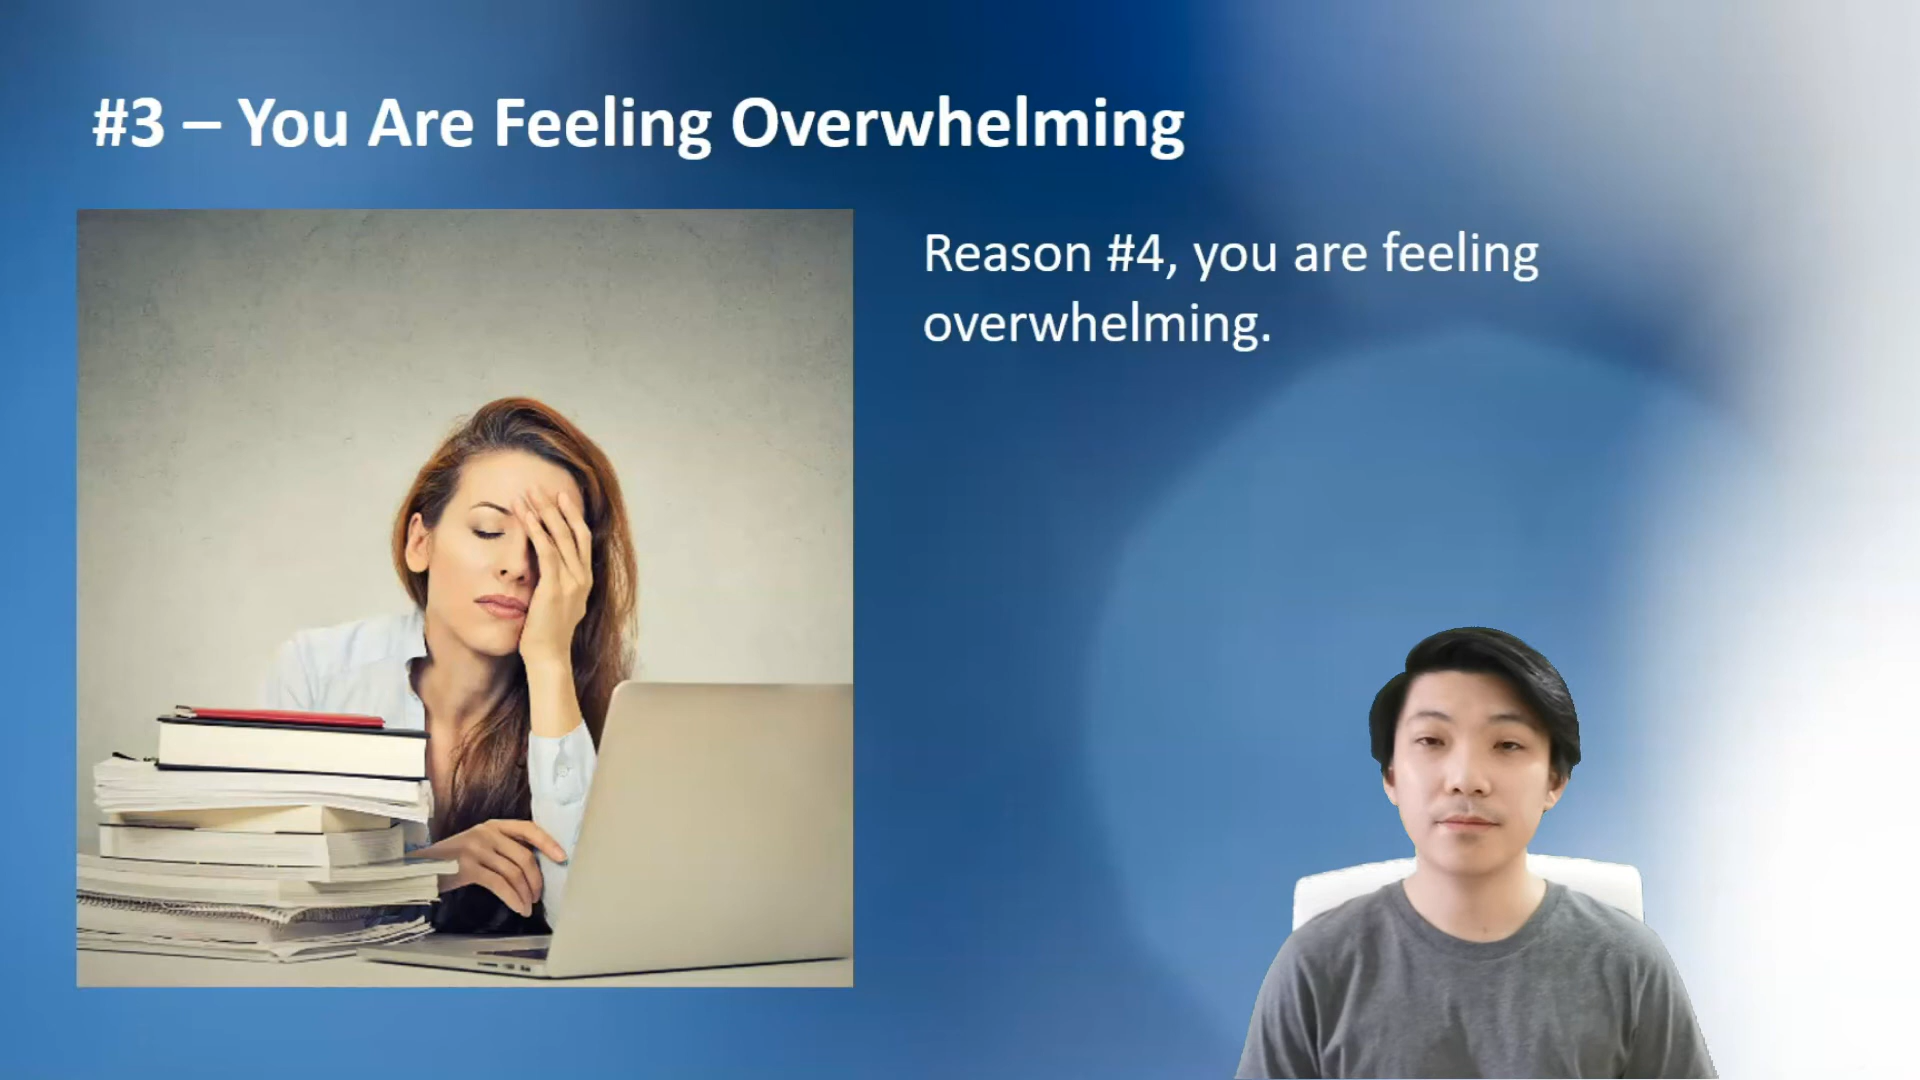 #3 – You Are Feeling Overwhelming
Reason #4, you are feeling
overwhelming.